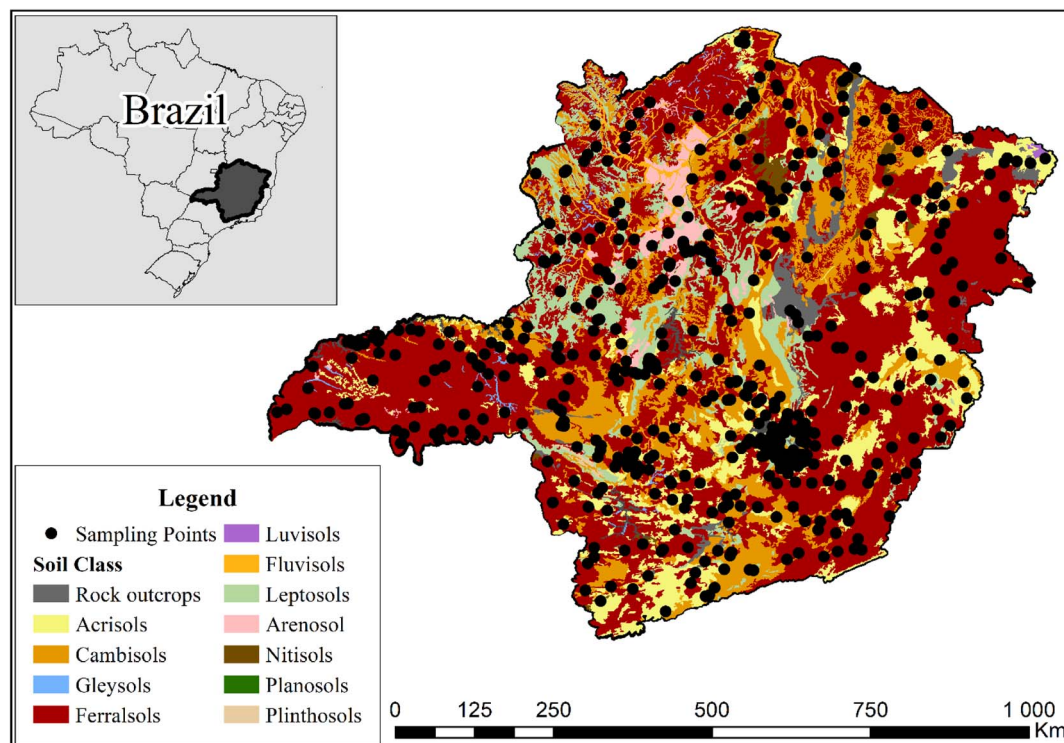 Brazil
Legend
Sampling Points
Soil Class
Rock outcrops
Acrisols
Cambisols
Gleysols
Ferralsols
Luvisols
Fluvisols
Leptosols
Arenosol
Nitisols
Planosols
Plinthosols
0 125 250 500 750 1 000
Km